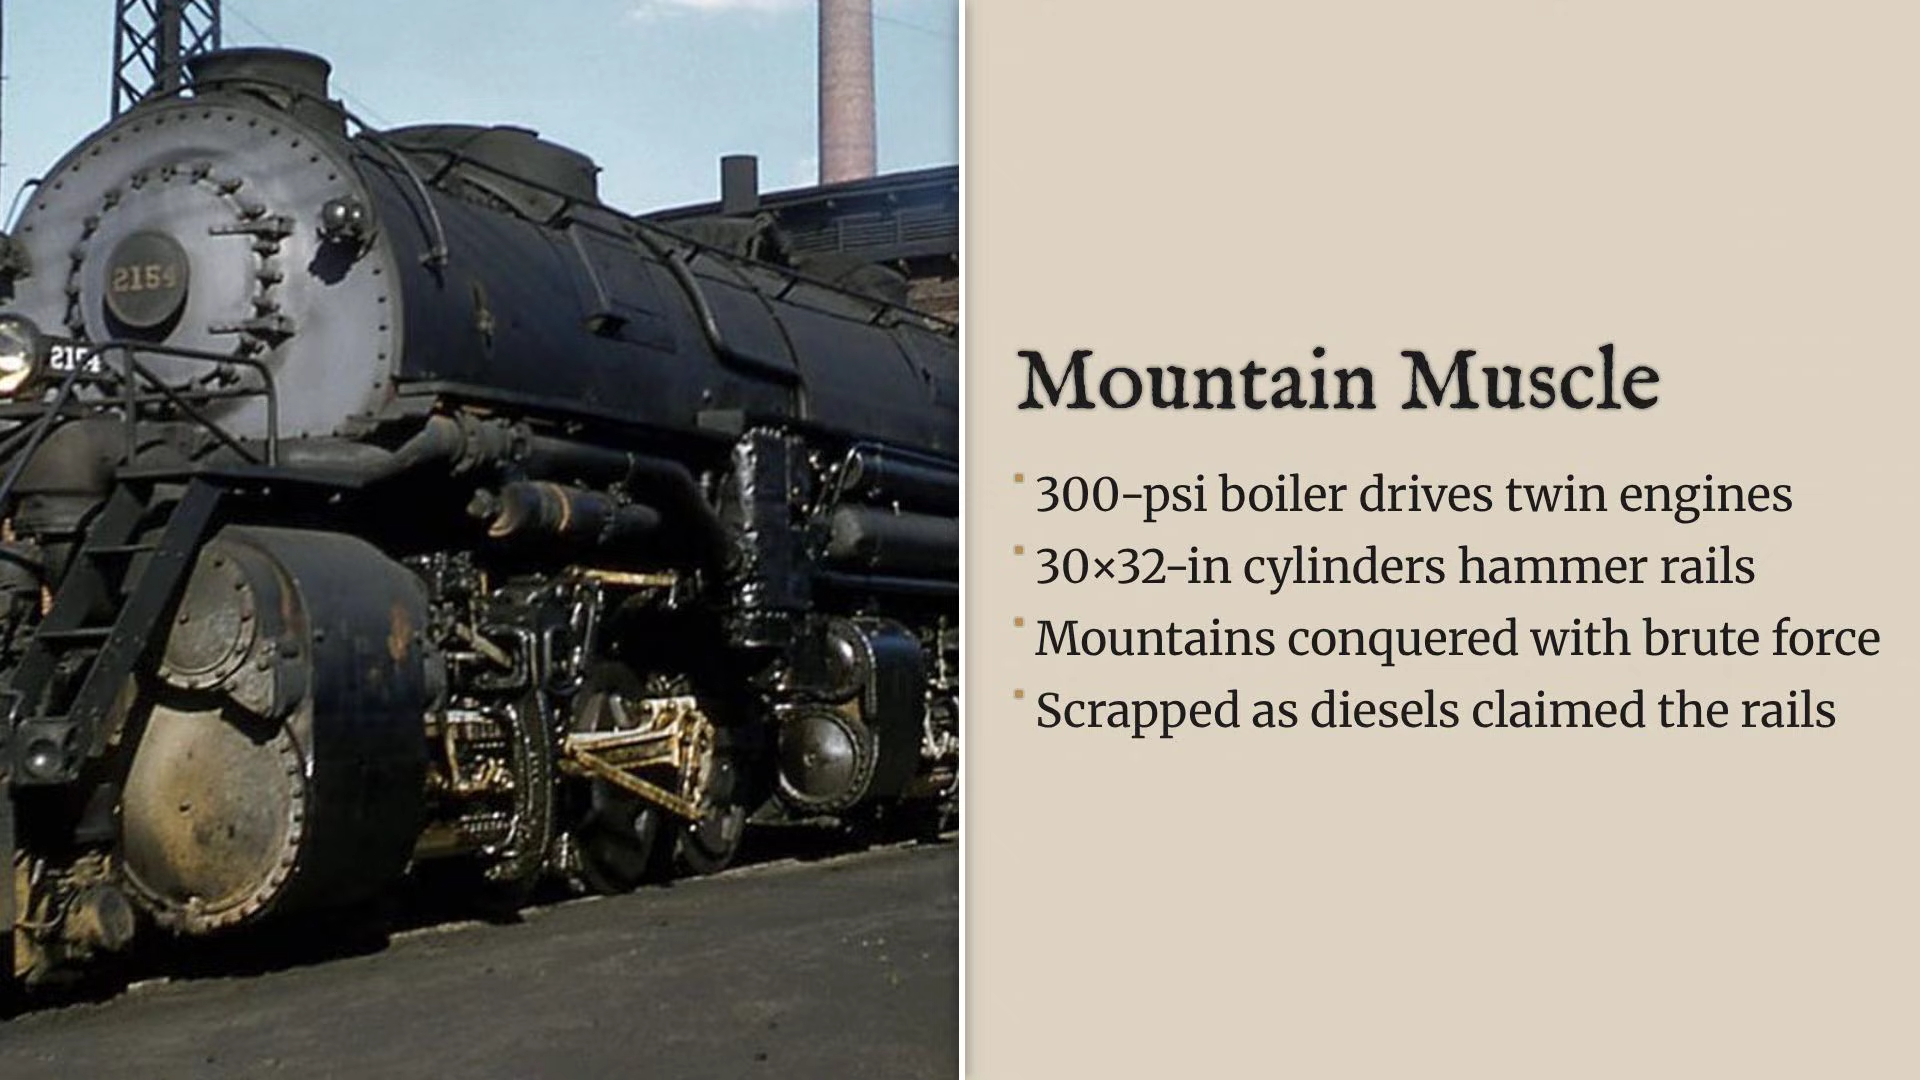 2154
2154
Mountain Muscle
300-psi boiler drives twin engines
30×32-in cylinders hammer rails
Mountains conquered with brute force
Scrapped as diesels claimed the rails